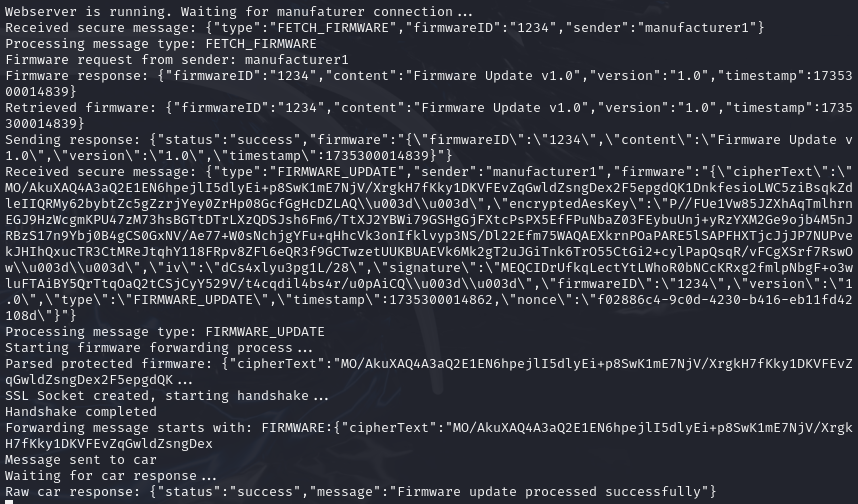 Webserver is running. Waiting for manufaturer connection...
Received secure message: {"type":"FETCH_FIRMWARE","firmwareID":"1234","sender":"manufacturer1"}
Processing message type: FETCH_FIRMWARE
Firmware request from sender: manufacturer1
Firmware response: {"firmwareID":"1234","content":"Firmware Update v1.0","version":"1.0","timestamp":17353
00014839}
Retrieved firmware: {"firmwareID":"1234","content":"Firmware Update v1.0","version":"1.0","timestamp":1735
300014839}
Sending response: {"status":"success","firmware":"{\"firmwareID\":\"1234\",\"content\":\"Firmware Update v
1.0\",\"version\":\"1.0\",\"timestamp\":1735300014839}"}
Received secure message: {"type":"FIRMWARE_UPDATE","sender":"manufacturer1","firmware":"{\"cipherText\":\"
MO/AkuXAQ4A3aQ2E1EN6hpejlI5dlyEi+p8SwK1mE7NjV/XrgkH7fKky1DKVFEvZqGwldZsngDex2F5epgdQK1DnkfesioLWC5ziBsqkZd
leIIQRMy62bybtZc5gZzrjYey0ZrHp08GcfGgHcDZLAQ\\u003d\\u003d\",\"encryptedAesKey\":\"P//FUe1Vw85JZXhAqTmlhrn
EGJ9HzWcgmKPU47zM73hsBGTtDTrLXzQDSJsh6Fm6/TtXJ2YBWi79GSHgGjFXtcPsPX5EfFPuNbaZ03FEybuUnj+yRzYXM2Ge9ojb4M5nJ
RBzS17n9Ybj0B4gCS0GxNV/Ae77+W0sNchjgYFu+qHhcVk3onIfklvyp3NS/Dl22Efm75WAQAEXkrnPOaPARE5lSAPFHXTjcJjJP7NUPve
kJHIhQxucTR3CtMReJtqhY118FRpv8ZFl6eQR3f9GCTwzetUUKBUAEVk6Mk2gT2uJGiTnk6TrO55CtGi2+cylPapQsqR/vFCgXSrf7RswO
w\\u003d\\u003d\",\"iv\":\"dCs4xlyu3pg1L/28\",\"signature\":\"MEQCIDrUfkqLectYtLWhoR0bNCcKRxg2fmlpNbgF+o3w
luFTAiBY5QrTtqOaQ2tCSjCyY529V/t4cqdil4bs4r/u0pAiCQ\\u003d\\u003d\",\"firmwareID\":\"1234\",\"version\":\"1
.0\",\"type\":\"FIRMWARE_UPDATE\",\"timestamp\":1735300014862,\"nonce\":\"f02886c4-9c0d-4230-b416-eb11fd42
108d\"}"}
Processing message type: FIRMWARE_UPDATE
Starting firmware forwarding process...
Parsed protected firmware: {"cipherText":"MO/AkuXAQ4A3aQ2E1EN6hpejlI5dlyEi+p8SwK1mE7NjV/XrgkH7fKky1DKVFEvZ
qGwldZsngDex2F5epgdQK...
SSL Socket created, starting handshake...
Handshake completed
Forwarding message starts with: FIRMWARE:{"cipherText":"MO/AkuXAQ4A3aQ2E1EN6hpejlI5dlyEi+p8SwK1mE7NjV/Xrgk
H7fKky1DKVFEvZqGwldZsngDex
Message sent to car
Waiting for car response...
Raw car response: {"status":"success","message":"Firmware update processed successfully"}